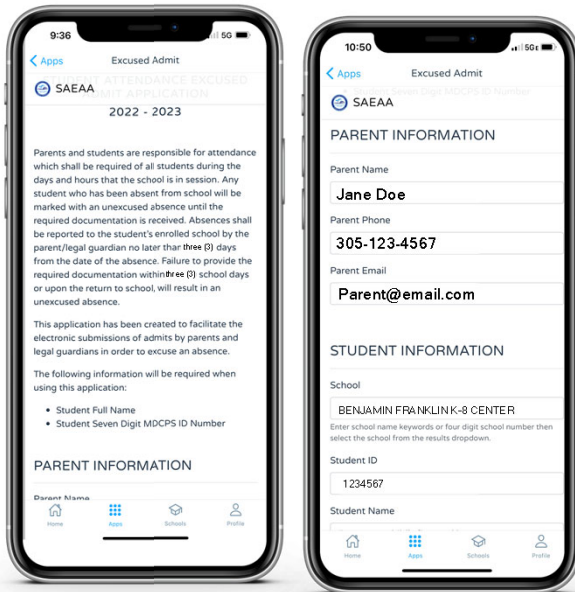 9:36
5G
Apps
Excused Admit
STUDENT ATTENDANCE EXCUSED
ADMIT APPLICATION
SAEAA
2022 - 2023
Parents and students are responsible for attendance
which shall be required of all students during the
days and hours that the school is in session. Any
student who has been absent from school will be
marked with an unexcused absence until the
required documentation is received. Absences shall
be reported to the student's enrolled school by the
parent/legal guardian no later thar three (3) days
from the date of the absence. Failure to provide the
required documentation within three (3) school days
or upon the return to school, will result in an
unexcused absence.
This application has been created to facilitate the
electronic submissions of admits by parents and
legal guardians in order to excuse an absence.
The following information will be required when
using this application:
• Student Full Name
• Student Seven Digit MDCPS ID Number
PARENT INFORMATION
Parent Name
Home
Apps
Schools
Profile
10:50
5GE
Apps
Excused Admit
• Student Seven Digit MDCPS ID Number
SAEAA
PARENT INFORMATION
Parent Name
Jane Doe
Parent Phone
305-123-4567
Parent Email
Parent@email.com
STUDENT INFORMATION
School
BENJAMIN FRANKLIN K-8 CENTER
Enter school name keywords or four digit school number then
select the school from the results dropdown.
Student ID
1234567
Student Name
Home
Apps
Schools
Profile